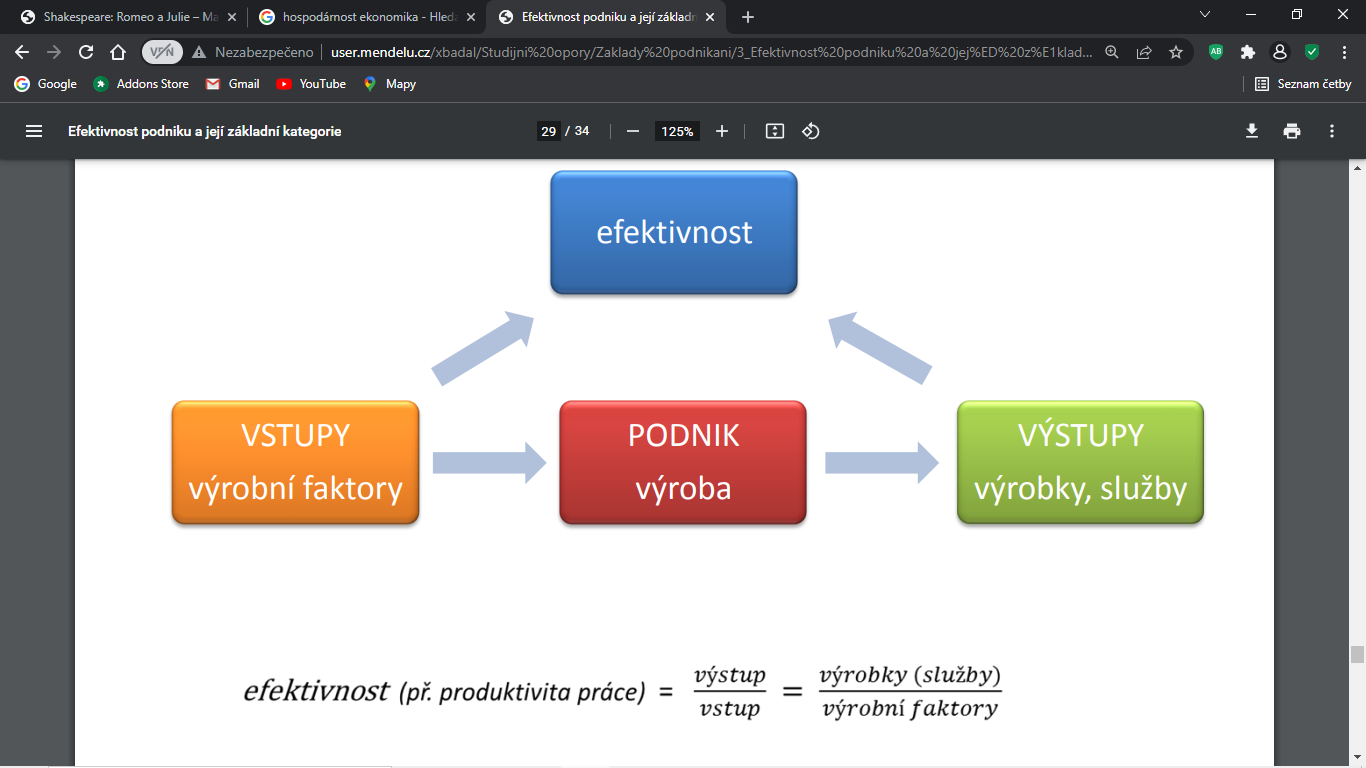 Shakespeare: Romeo a Julie – Ma
hospodárnost ekonomika - Hled
Efektivnost podniku a její základn
Nezabezpečeno
user.mendelu.cz/xbadal/Studijni%20opory/Zaklady%20podnikani/3_Efektivnost%20podniku%20a%20jej%ED%20z%E1klad...
Google
Addons Store
Gmail
YouTube
Mapy
Seznam četby
Efektivnost podniku a její základní kategorie
29 / 34
125%
efektivnost
VSTUPY
výrobní faktory
PODNIK
výroba
VÝSTUPY
výrobky, služby
efektivnost (př. produktivita práce) = výstup / vstup = výrobky (služby) / výrobní faktory